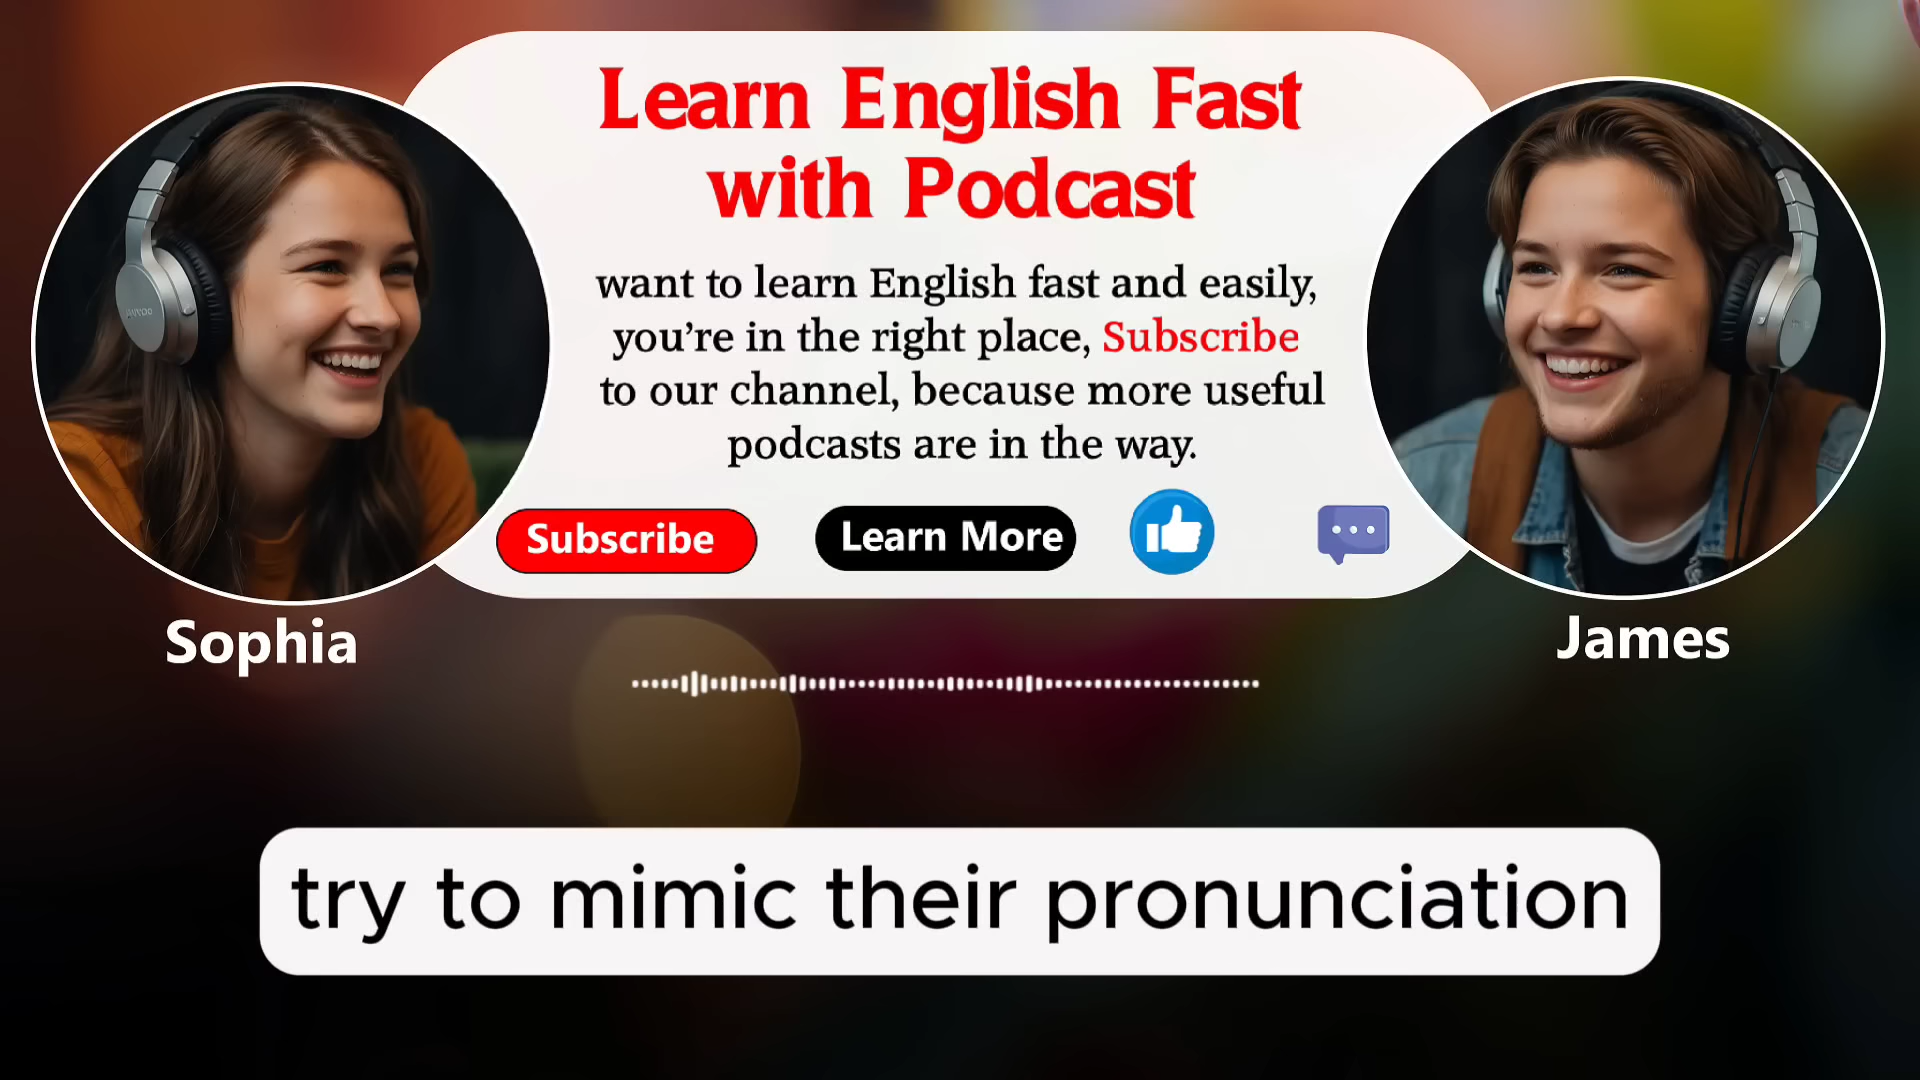 Learn English Fast
with Podcast
want to learn English fast and easily,
you're in the right place, Subscribe
to our channel, because more useful
podcasts are in the way.
Subscribe
Learn More
Sophia
James
try to mimic their pronunciation